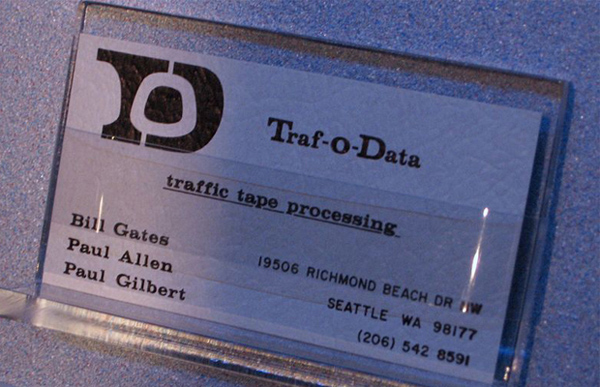 Traf-o-Data
traffic tape processing
Bill Gates
Paul Allen
Paul Gilbert
19506 RICHMOND BEACH DR NW
SEATTLE WA 98177
(206) 542 8591